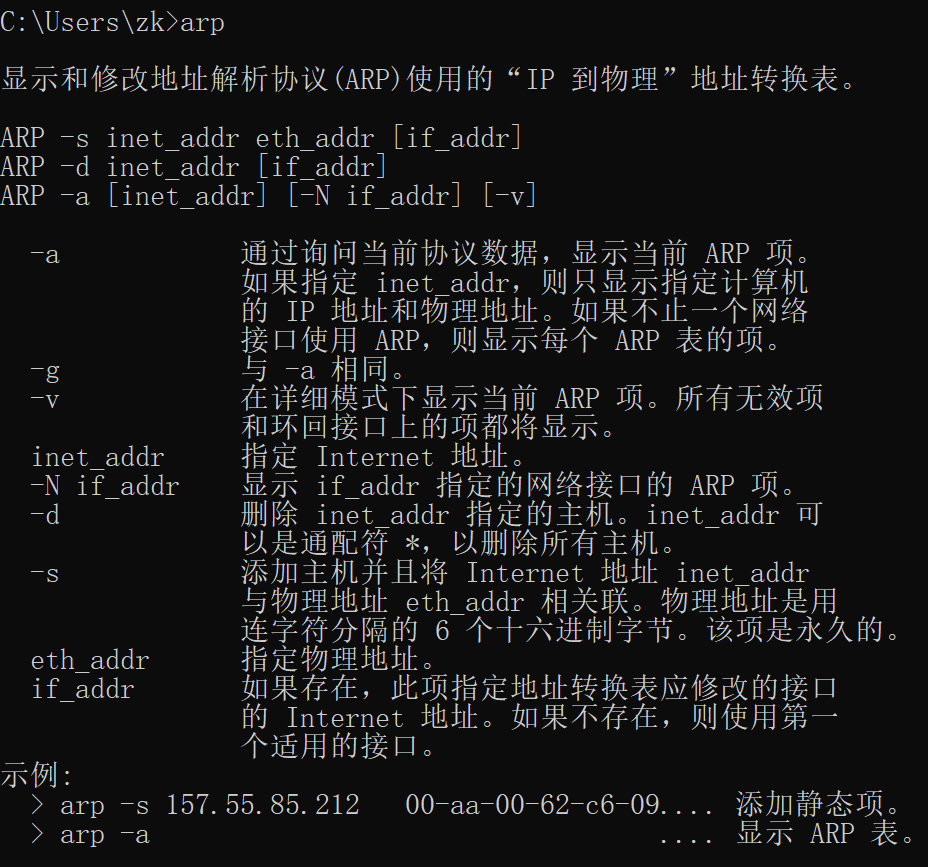 C:\Users\zk>arp
显示和修改地址解析协议(ARP)使用的“IP 到物理”地址转换表。
ARP -s inet_addr eth_addr [if_addr]
ARP -d inet_addr [if_addr]
ARP -a [inet_addr] [-N if_addr] [-v]
-a 通过询问当前协议数据，显示当前 ARP 项。
如果指定 inet_addr，则只显示指定计算机
的 IP 地址和物理地址。如果不止一个网络
接口使用 ARP，则显示每个 ARP 表的项。
-g 与 -a 相同。
-v 在详细模式下显示当前 ARP 项。所有无效项
和环回接口上的项都将显示。
inet_addr 指定 Internet 地址。
-N if_addr 显示 if_addr 指定的网络接口的 ARP 项。
-d 删除 inet_addr 指定的主机。inet_addr 可
以是通配符 *，以删除所有主机。
-s 添加主机并且将 Internet 地址 inet_addr
与物理地址 eth_addr 相关联。物理地址是用
连字符分隔的 6 个十六进制字节。该项是永久的。
eth_addr 指定物理地址。
if_addr 如果存在，此项指定地址转换表应修改的接口
的 Internet 地址。如果不存在，则使用第一
个适用的接口。
示例:
> arp -s 157.55.85.212 00-aa-00-62-c6-09.... 添加静态项。
> arp -a .... 显示 ARP 表。